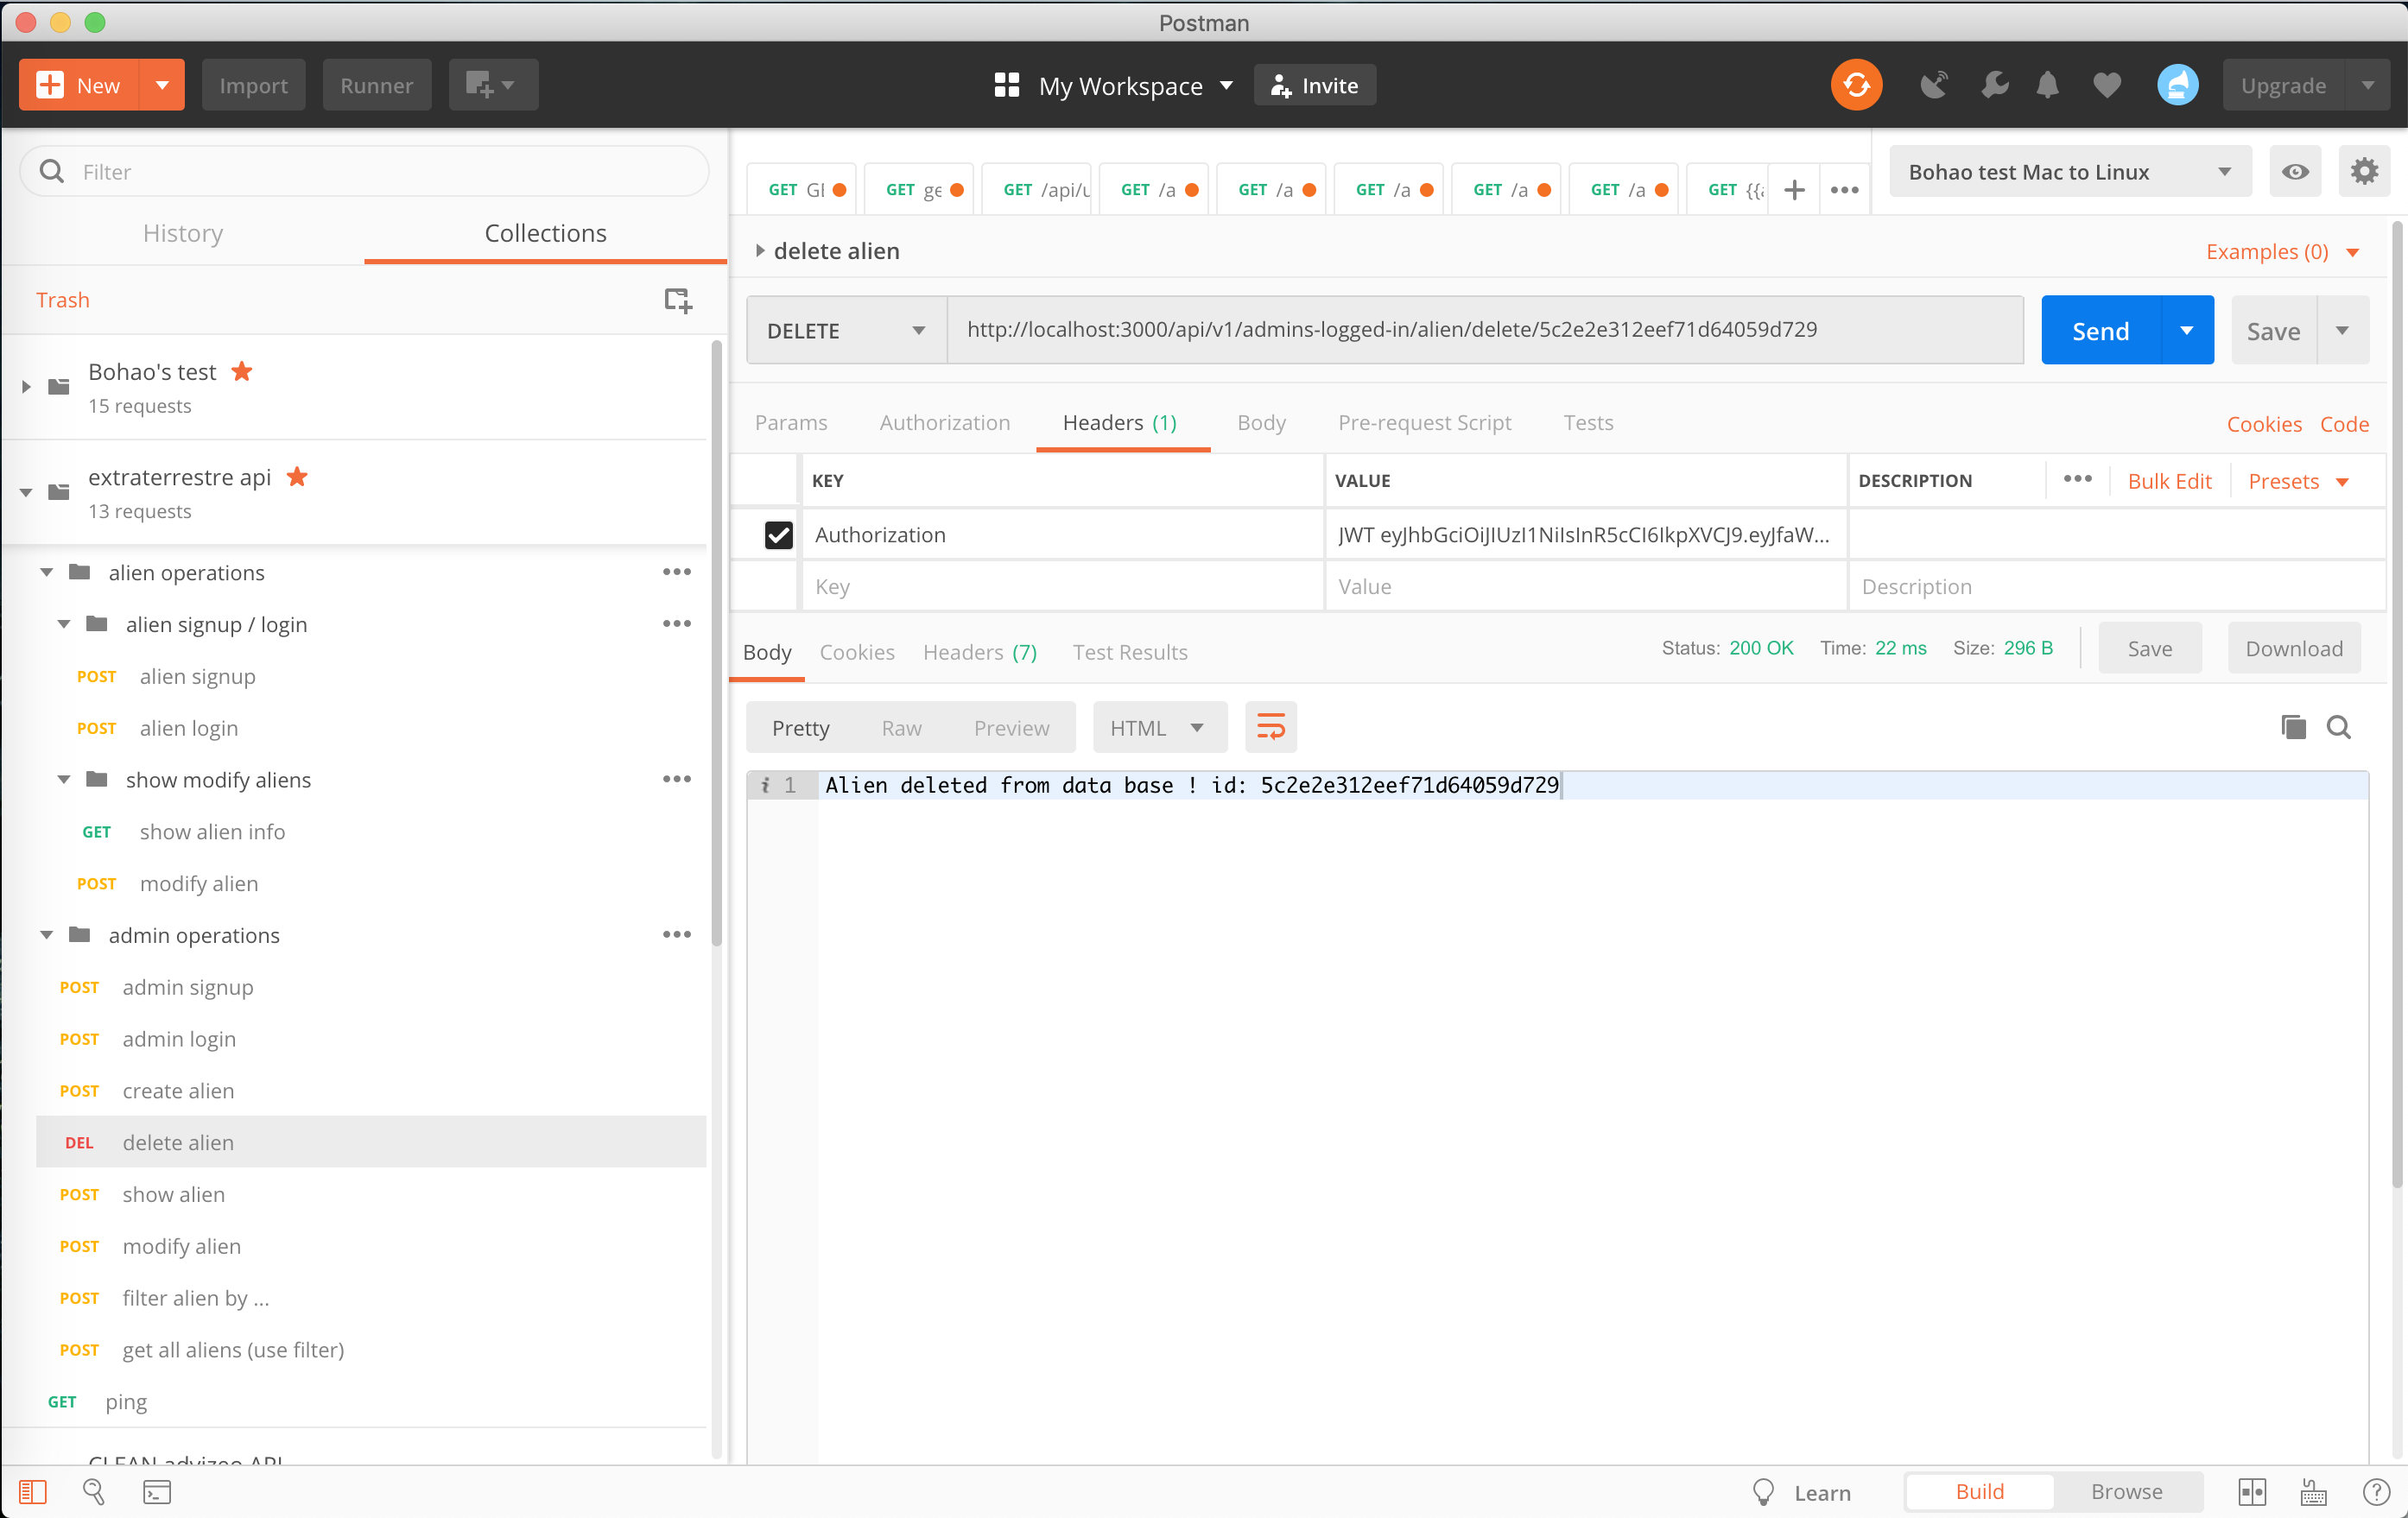 Postman
New
Import
Runner
My Workspace
Invite
Upgrade
Filter
History
Collections
Trash
Bohao's test
15 requests
extraterrestre api
13 requests
alien operations
alien signup / login
POST alien signup
POST alien login
show modify aliens
GET show alien info
POST modify alien
admin operations
POST admin signup
POST admin login
POST create alien
DEL delete alien
POST show alien
POST modify alien
POST filter alien by ...
POST get all aliens (use filter)
GET ping
CLEAN advizeo API
GET GI
GET ge
GET /api/u
GET /a
GET /a
GET /a
GET /a
GET /a
GET {{a
Bohao test Mac to Linux
delete alien
Examples (0)
DELETE
http://localhost:3000/api/v1/admins-logged-in/alien/delete/5c2e2e312eef71d64059d729
Send
Save
Params
Authorization
Headers (1)
Body
Pre-request Script
Tests
Cookies
Code
KEY
VALUE
DESCRIPTION
Bulk Edit
Presets
Authorization
JWT eyJhbGciOiJIUzI1NiIsInR5cCI6IkpXVCJ9.eyJfaW...
Key
Value
Description
Body
Cookies
Headers (7)
Test Results
Status: 200 OK
Time: 22 ms
Size: 296 B
Save
Download
Pretty
Raw
Preview
HTML
i 1 Alien deleted from data base ! id: 5c2e2e312eef71d64059d729
Learn
Build
Browse